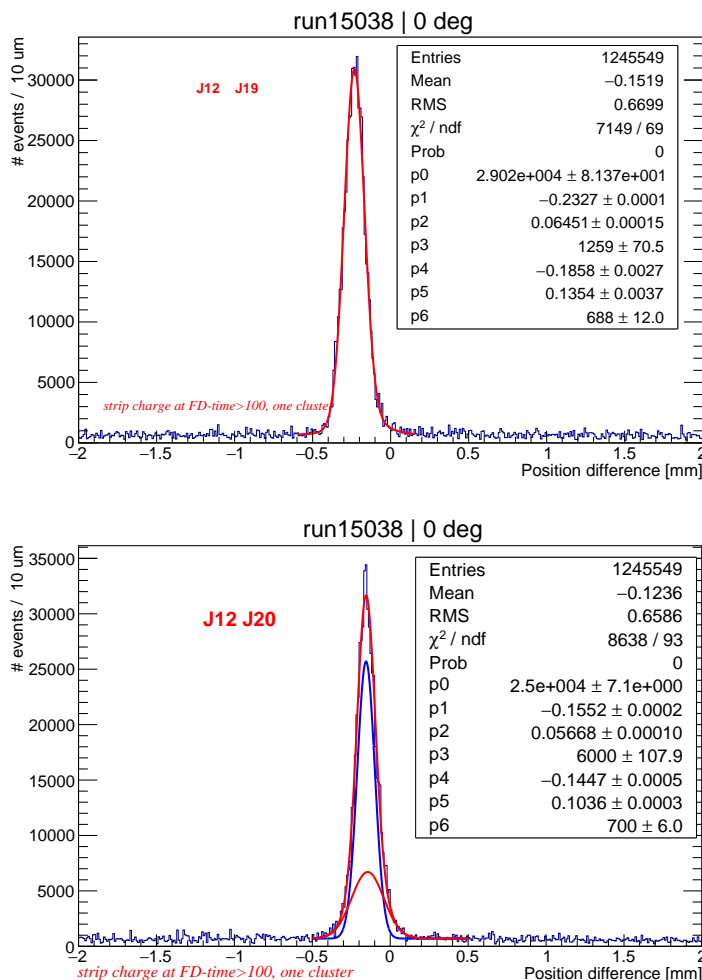 run15038 | 0 deg
# events / 10 um
J12 J19
Entries 1245549
Mean −0.1519
RMS 0.6699
χ² / ndf 7149 / 69
Prob 0
p0 2.902e+004 ± 8.137e+001
p1 −0.2327 ± 0.0001
p2 0.06451 ± 0.00015
p3 1259 ± 70.5
p4 −0.1858 ± 0.0027
p5 0.1354 ± 0.0037
p6 688 ± 12.0
30000
25000
20000
15000
10000
5000
0
strip charge at FD-time>100, one cluster
−2 −1.5 −1 −0.5 0 0.5 1 1.5 2
Position difference [mm]
run15038 | 0 deg
# events / 10 um
J12 J20
Entries 1245549
Mean −0.1236
RMS 0.6586
χ² / ndf 8638 / 93
Prob 0
p0 2.5e+004 ± 7.1e+000
p1 −0.1552 ± 0.0002
p2 0.05668 ± 0.00010
p3 6000 ± 107.9
p4 −0.1447 ± 0.0005
p5 0.1036 ± 0.0003
p6 700 ± 6.0
35000
30000
25000
20000
15000
10000
5000
0
−2 −1.5 −1 −0.5 0 0.5 1 1.5 2
strip charge at FD-time>100, one cluster
Position difference [mm]